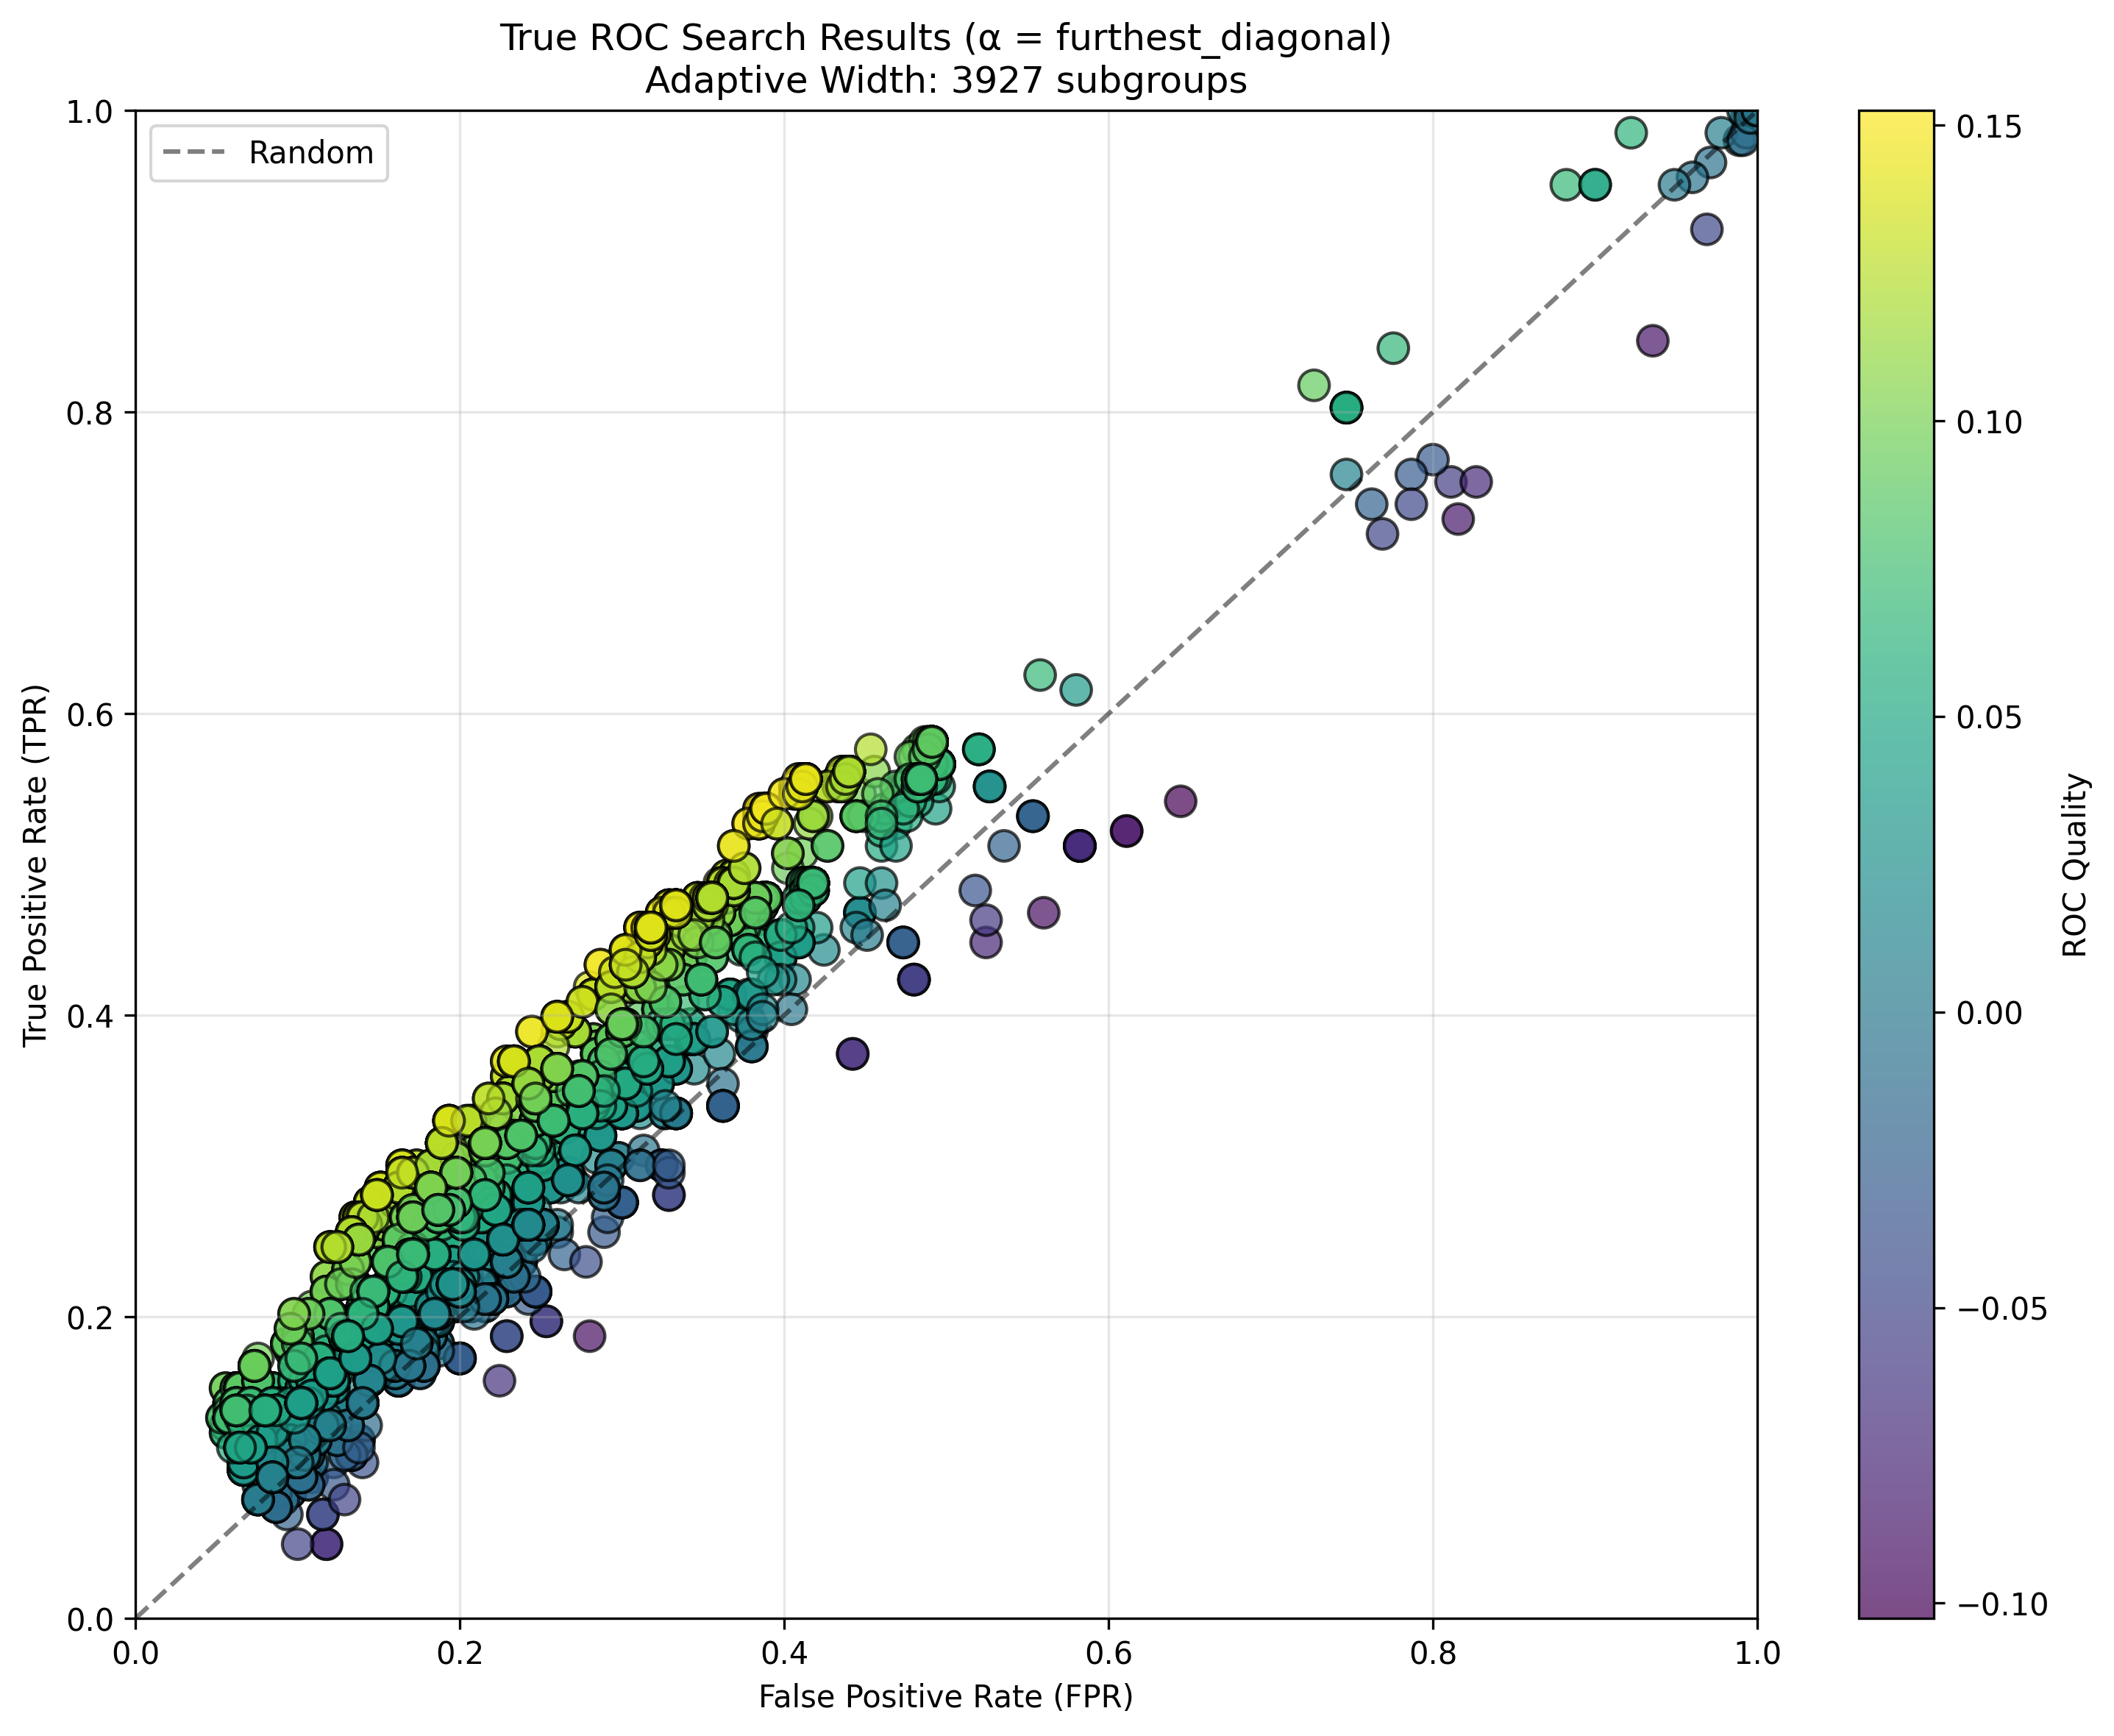 True ROC Search Results (α = furthest_diagonal)
Adaptive Width: 3927 subgroups
Random
True Positive Rate (TPR)
1.0
0.8
0.6
0.4
0.2
0.0
0.0 0.2 0.4 0.6 0.8 1.0
False Positive Rate (FPR)
0.15
0.10
0.05
0.00
−0.05
−0.10
ROC Quality